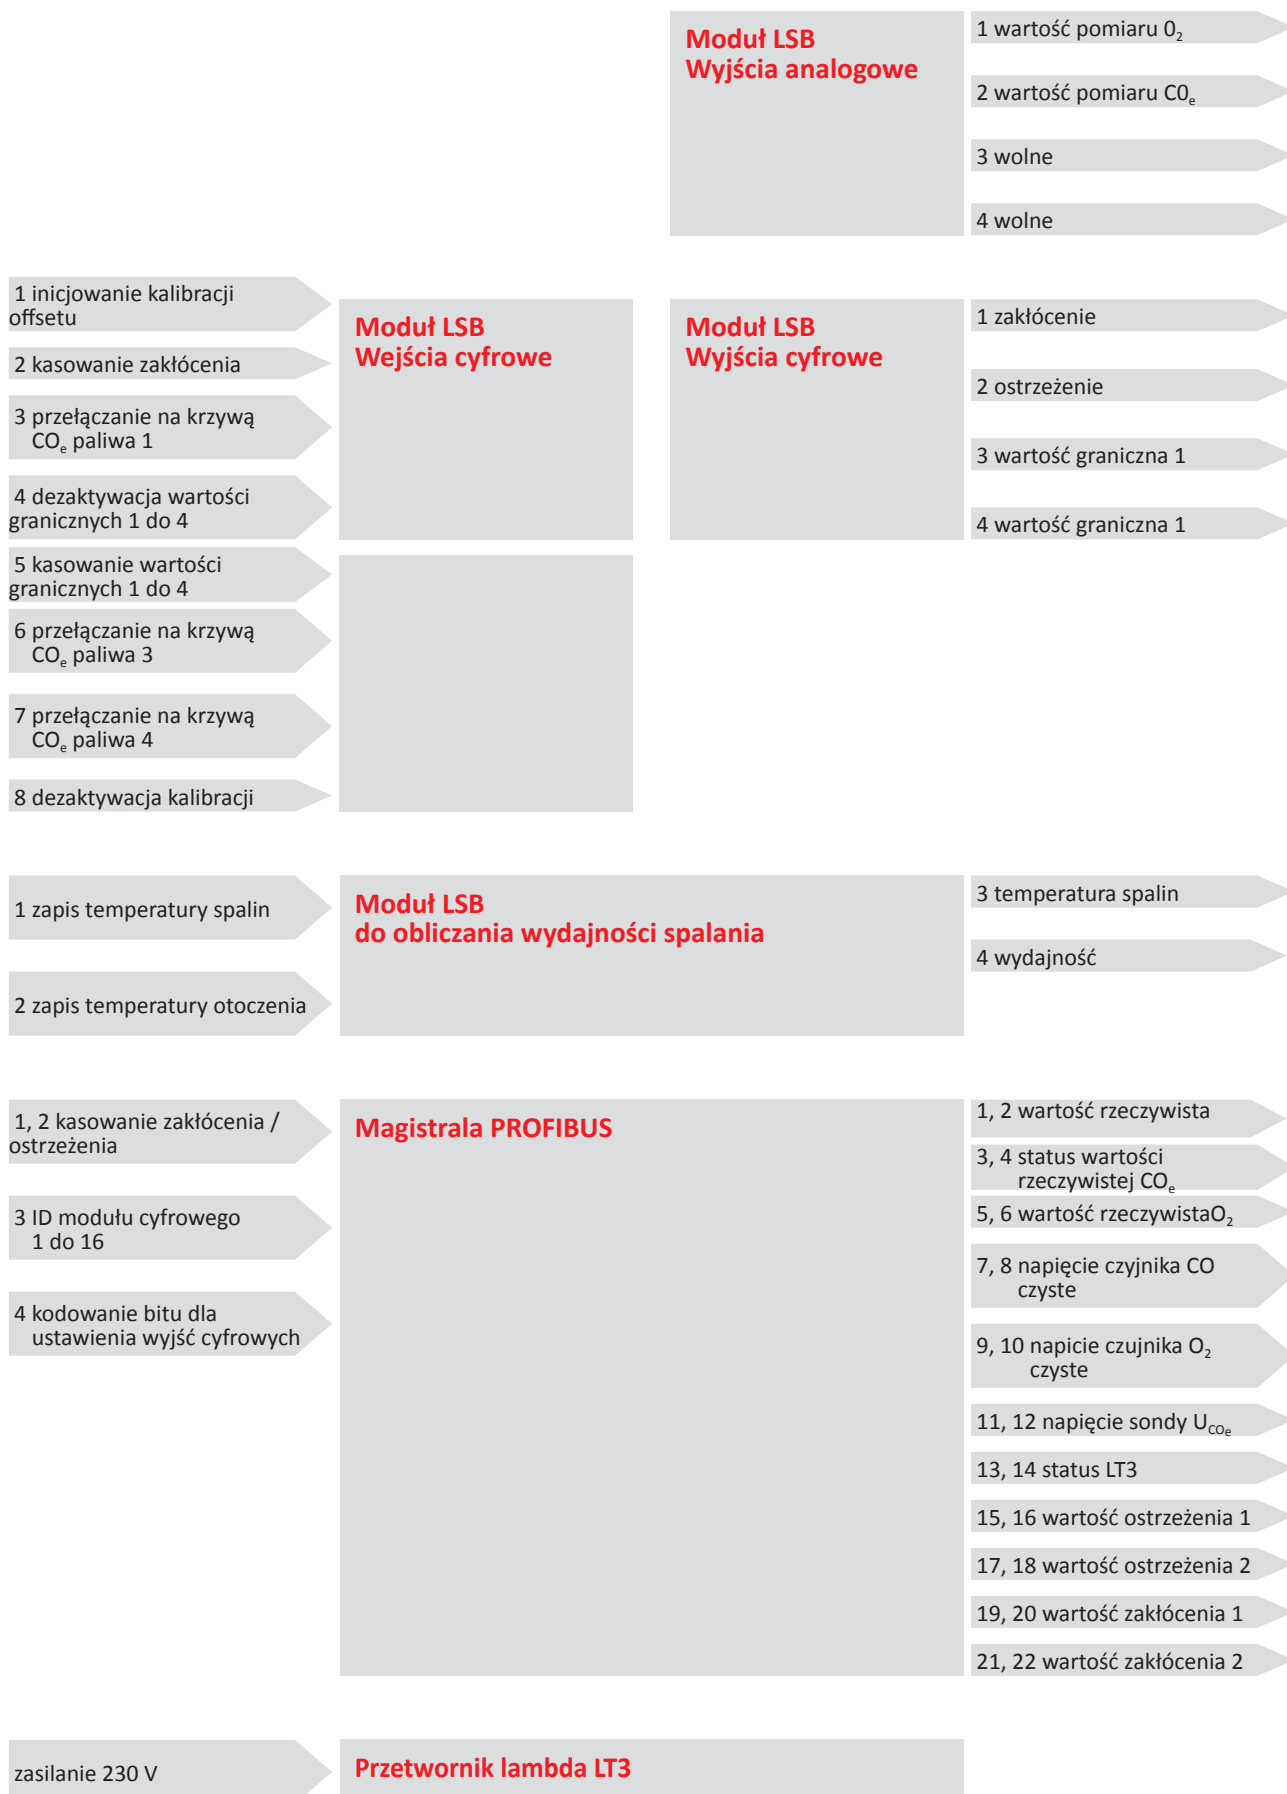 Moduł LSB
Wyjścia analogowe
1 wartość pomiaru 0₂
2 wartość pomiaru C0ₑ
3 wolne
4 wolne
1 inicjowanie kalibracji
offsetu
2 kasowanie zakłócenia
3 przełączanie na krzywą
COₑ paliwa 1
4 dezaktywacja wartości
granicznych 1 do 4
5 kasowanie wartości
granicznych 1 do 4
6 przełączanie na krzywą
COₑ paliwa 3
7 przełączanie na krzywą
COₑ paliwa 4
8 dezaktywacja kalibracji
Moduł LSB
Wejścia cyfrowe
Moduł LSB
Wyjścia cyfrowe
1 zakłócenie
2 ostrzeżenie
3 wartość graniczna 1
4 wartość graniczna 1
1 zapis temperatury spalin
2 zapis temperatury otoczenia
Moduł LSB
do obliczania wydajności spalania
3 temperatura spalin
4 wydajność
1, 2 kasowanie zakłócenia /
ostrzeżenia
3 ID modułu cyfrowego
1 do 16
4 kodowanie bitu dla
ustawienia wyjść cyfrowych
Magistrala PROFIBUS
1, 2 wartość rzeczywista
3, 4 status wartości
rzeczywistej COₑ
5, 6 wartość rzeczywistaO₂
7, 8 napięcie czyjnika CO
czyste
9, 10 napicie czujnika O₂
czyste
11, 12 napięcie sondy U_COₑ
13, 14 status LT3
15, 16 wartość ostrzeżenia 1
17, 18 wartość ostrzeżenia 2
19, 20 wartość zakłócenia 1
21, 22 wartość zakłócenia 2
zasilanie 230 V
Przetwornik lambda LT3